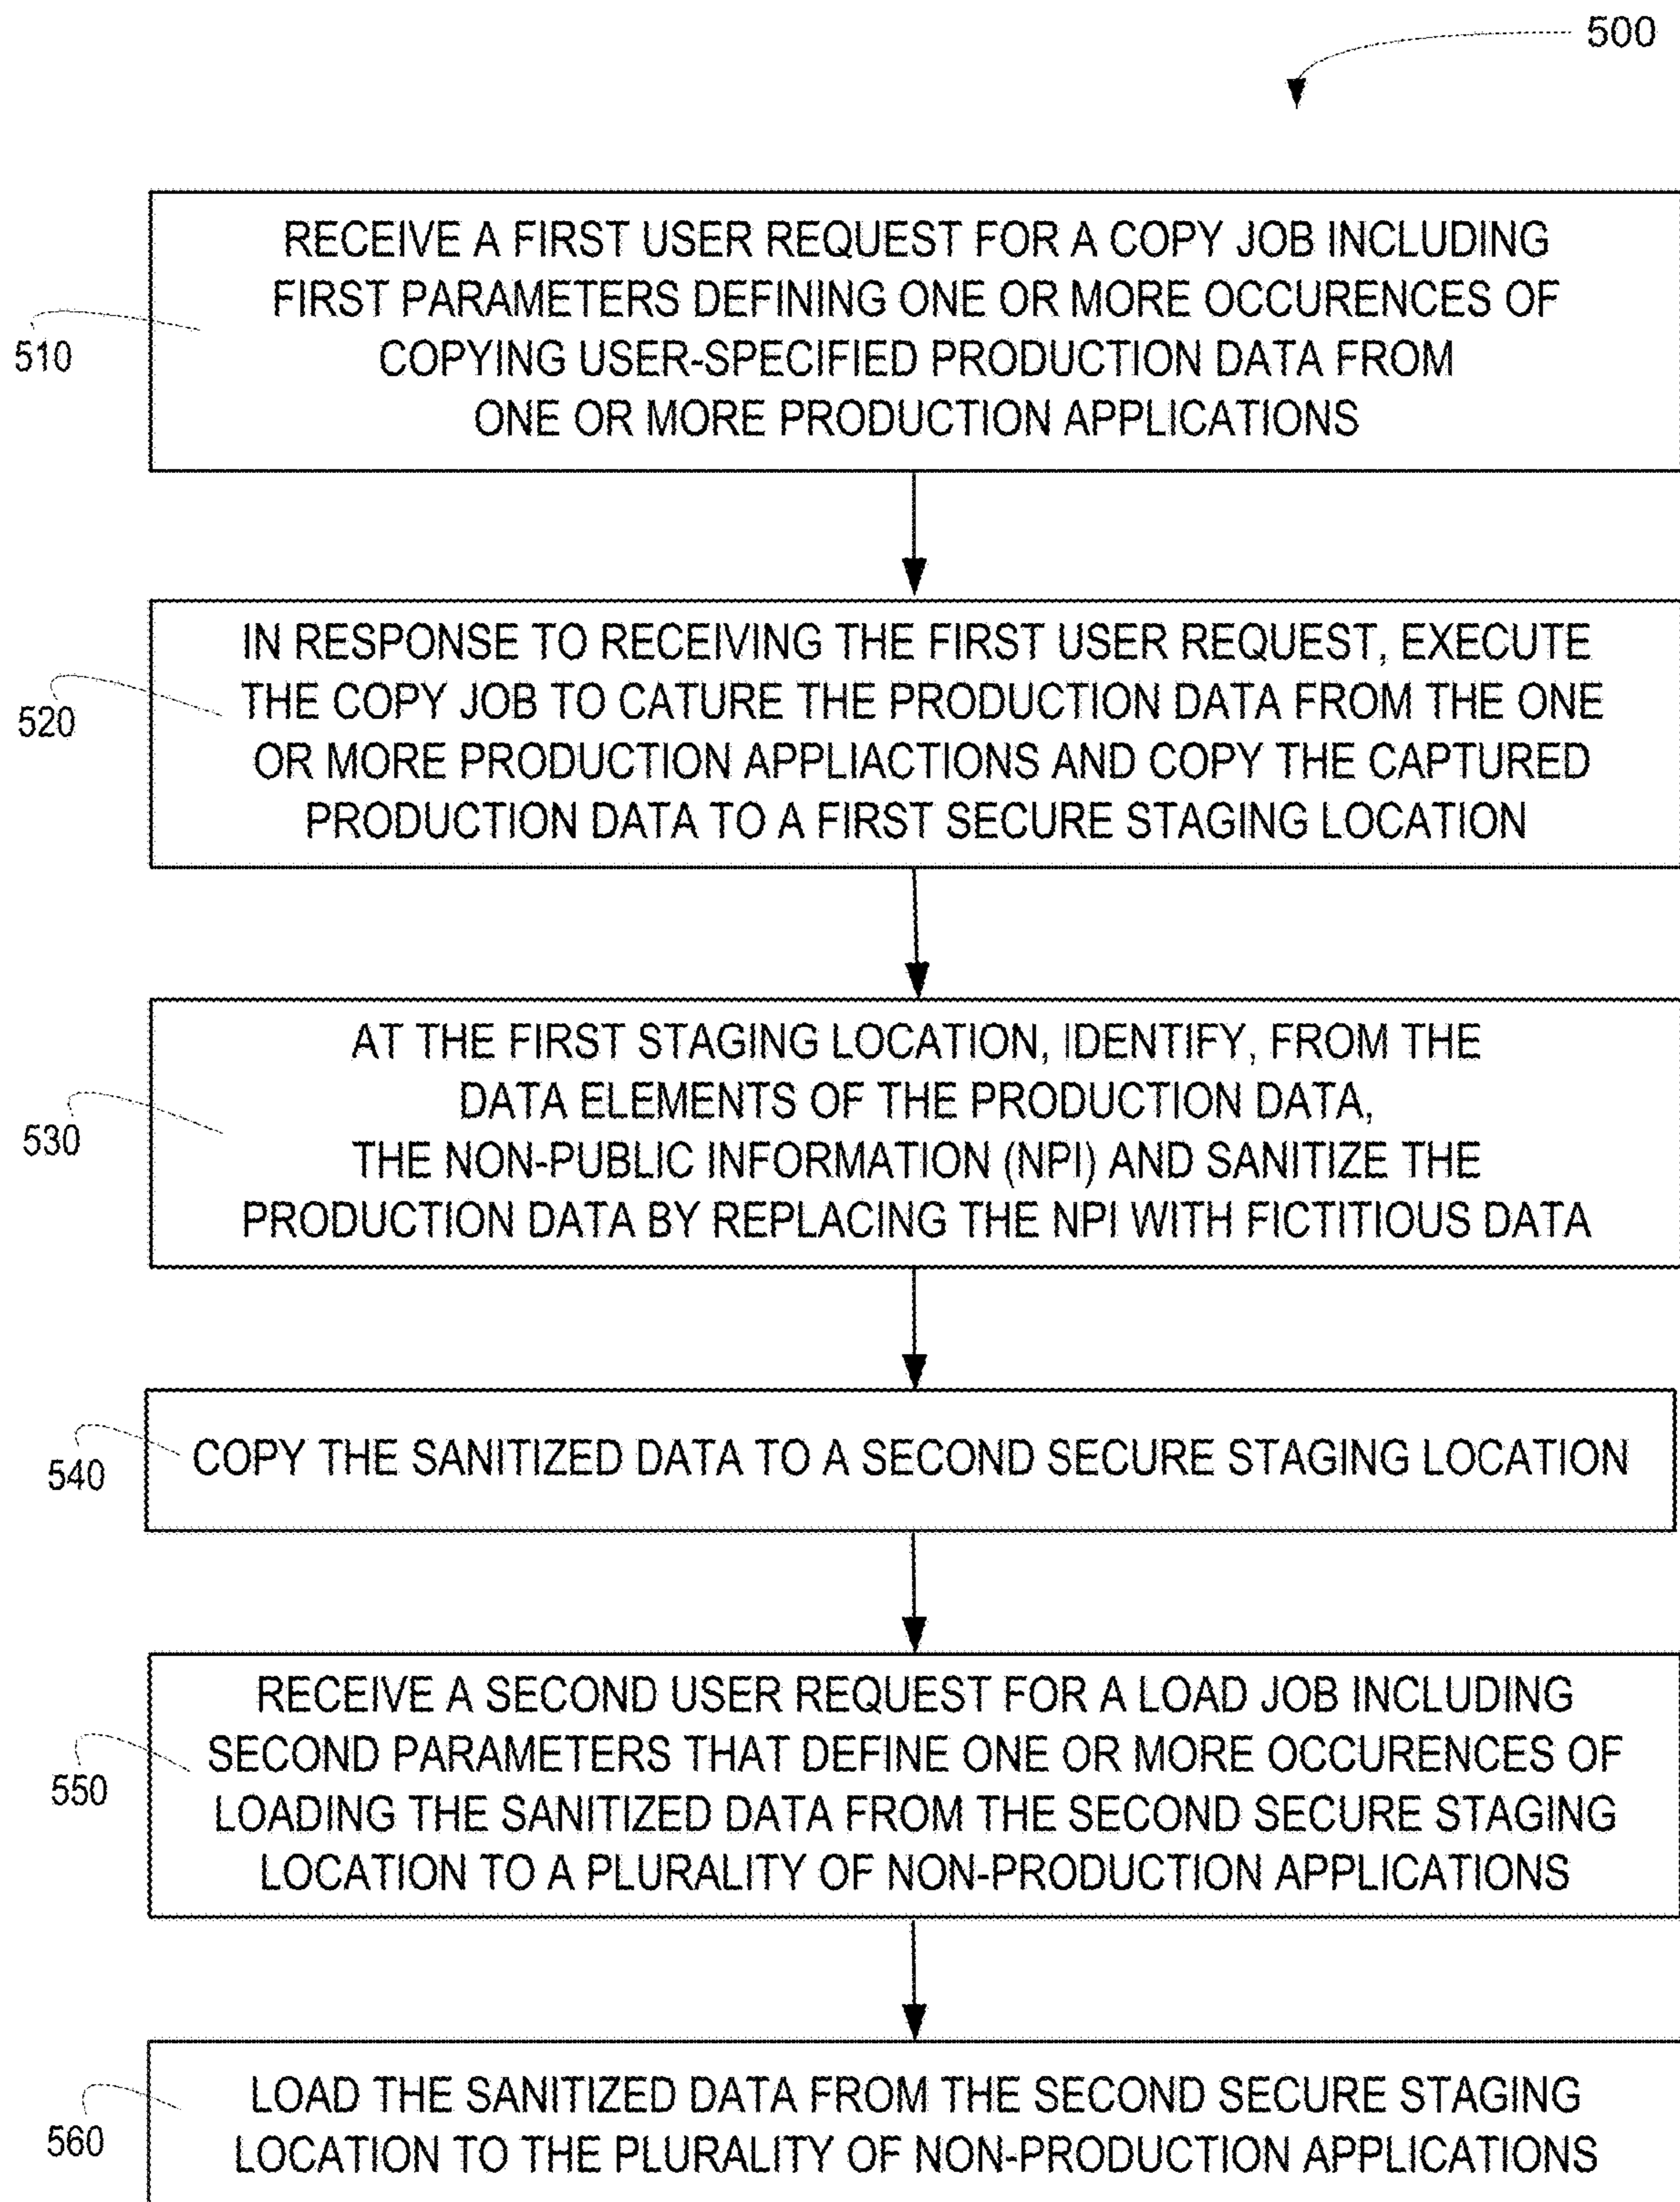 500
RECEIVE A FIRST USER REQUEST FOR A COPY JOB INCLUDING
FIRST PARAMETERS DEFINING ONE OR MORE OCCURENCES OF
COPYING USER-SPECIFIED PRODUCTION DATA FROM
ONE OR MORE PRODUCTION APPLICATIONS
510
IN RESPONSE TO RECEIVING THE FIRST USER REQUEST, EXECUTE
THE COPY JOB TO CATURE THE PRODUCTION DATA FROM THE ONE
OR MORE PRODUCTION APPLIACTIONS AND COPY THE CAPTURED
PRODUCTION DATA TO A FIRST SECURE STAGING LOCATION
520
AT THE FIRST STAGING LOCATION, IDENTIFY, FROM THE
DATA ELEMENTS OF THE PRODUCTION DATA,
THE NON-PUBLIC INFORMATION (NPI) AND SANITIZE THE
PRODUCTION DATA BY REPLACING THE NPI WITH FICTITIOUS DATA
530
COPY THE SANITIZED DATA TO A SECOND SECURE STAGING LOCATION
540
RECEIVE A SECOND USER REQUEST FOR A LOAD JOB INCLUDING
SECOND PARAMETERS THAT DEFINE ONE OR MORE OCCURENCES OF
LOADING THE SANITIZED DATA FROM THE SECOND SECURE STAGING
LOCATION TO A PLURALITY OF NON-PRODUCTION APPLICATIONS
550
LOAD THE SANITIZED DATA FROM THE SECOND SECURE STAGING
LOCATION TO THE PLURALITY OF NON-PRODUCTION APPLICATIONS
560